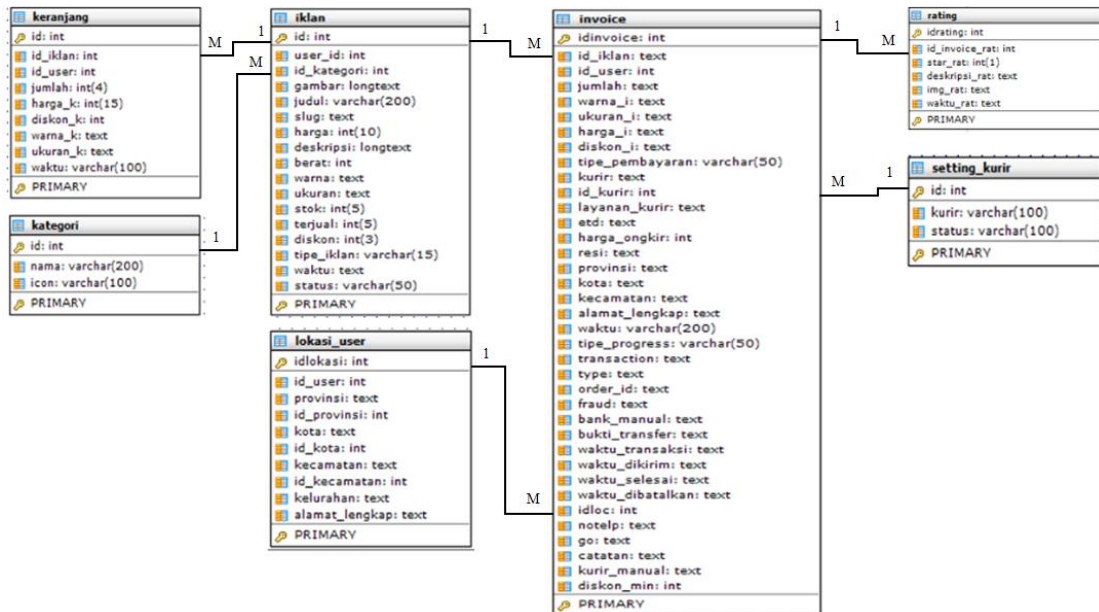 keranjang
id: int
id_iklan: int
id_user: int
jumlah: int(4)
harga_k: int(15)
diskon_k: int
warna_k: text
ukuran_k: text
waktu: varchar(100)
PRIMARY
M
1
kategori
id: int
nama: varchar(200)
icon: varchar(100)
PRIMARY
1
M
iklan
id: int
user_id: int
id_kategori: int
gambar: longtext
judul: varchar(200)
slug: text
harga: int(10)
deskripsi: longtext
berat: int
warna: text
ukuran: text
stok: int(5)
terjual: int(5)
diskon: int(3)
tipe_iklan: varchar(15)
waktu: text
status: varchar(50)
PRIMARY
1
M
lokasi_user
idlokasi: int
id_user: int
provinsi: text
id_provinsi: int
kota: text
id_kota: int
kecamatan: text
id_kecamatan: int
kelurahan: text
alamat_lengkap: text
PRIMARY
1
M
invoice
idinvoice: int
id_iklan: text
id_user: int
jumlah: text
warna_i: text
ukuran_i: text
harga_i: text
diskon_i: text
tipe_pembayaran: varchar(50)
kurir: text
id_kurir: int
layanan_kurir: text
etd: text
harga_ongkir: int
resi: text
provinsi: text
kota: text
kecamatan: text
alamat_lengkap: text
waktu: varchar(200)
tipe_progress: varchar(50)
transaction: text
type: text
order_id: text
fraud: text
bank_manual: text
bukti_transfer: text
waktu_transaksi: text
waktu_dikirim: text
waktu_selesai: text
waktu_dibatalkan: text
idloc: int
notelp: text
go: text
catatan: text
kurir_manual: text
diskon_min: int
PRIMARY
1
M
rating
idrating: int
id_invoice_rat: int
star_rat: int(1)
deskripsi_rat: text
img_rat: text
waktu_rat: text
PRIMARY
M
1
setting_kurir
id: int
kurir: varchar(100)
status: varchar(100)
PRIMARY